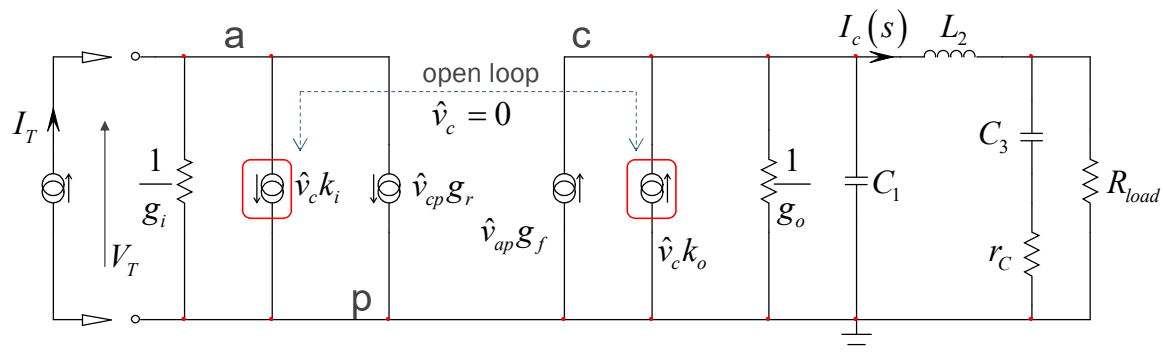 a
c
I_c(s)
L_2
open loop
v̂_c = 0
I_T
V_T
1/g_i
v̂_c k_i
v̂_cp g_r
v̂_ap g_f
v̂_c k_o
1/g_o
C_1
C_3
r_C
R_load
p